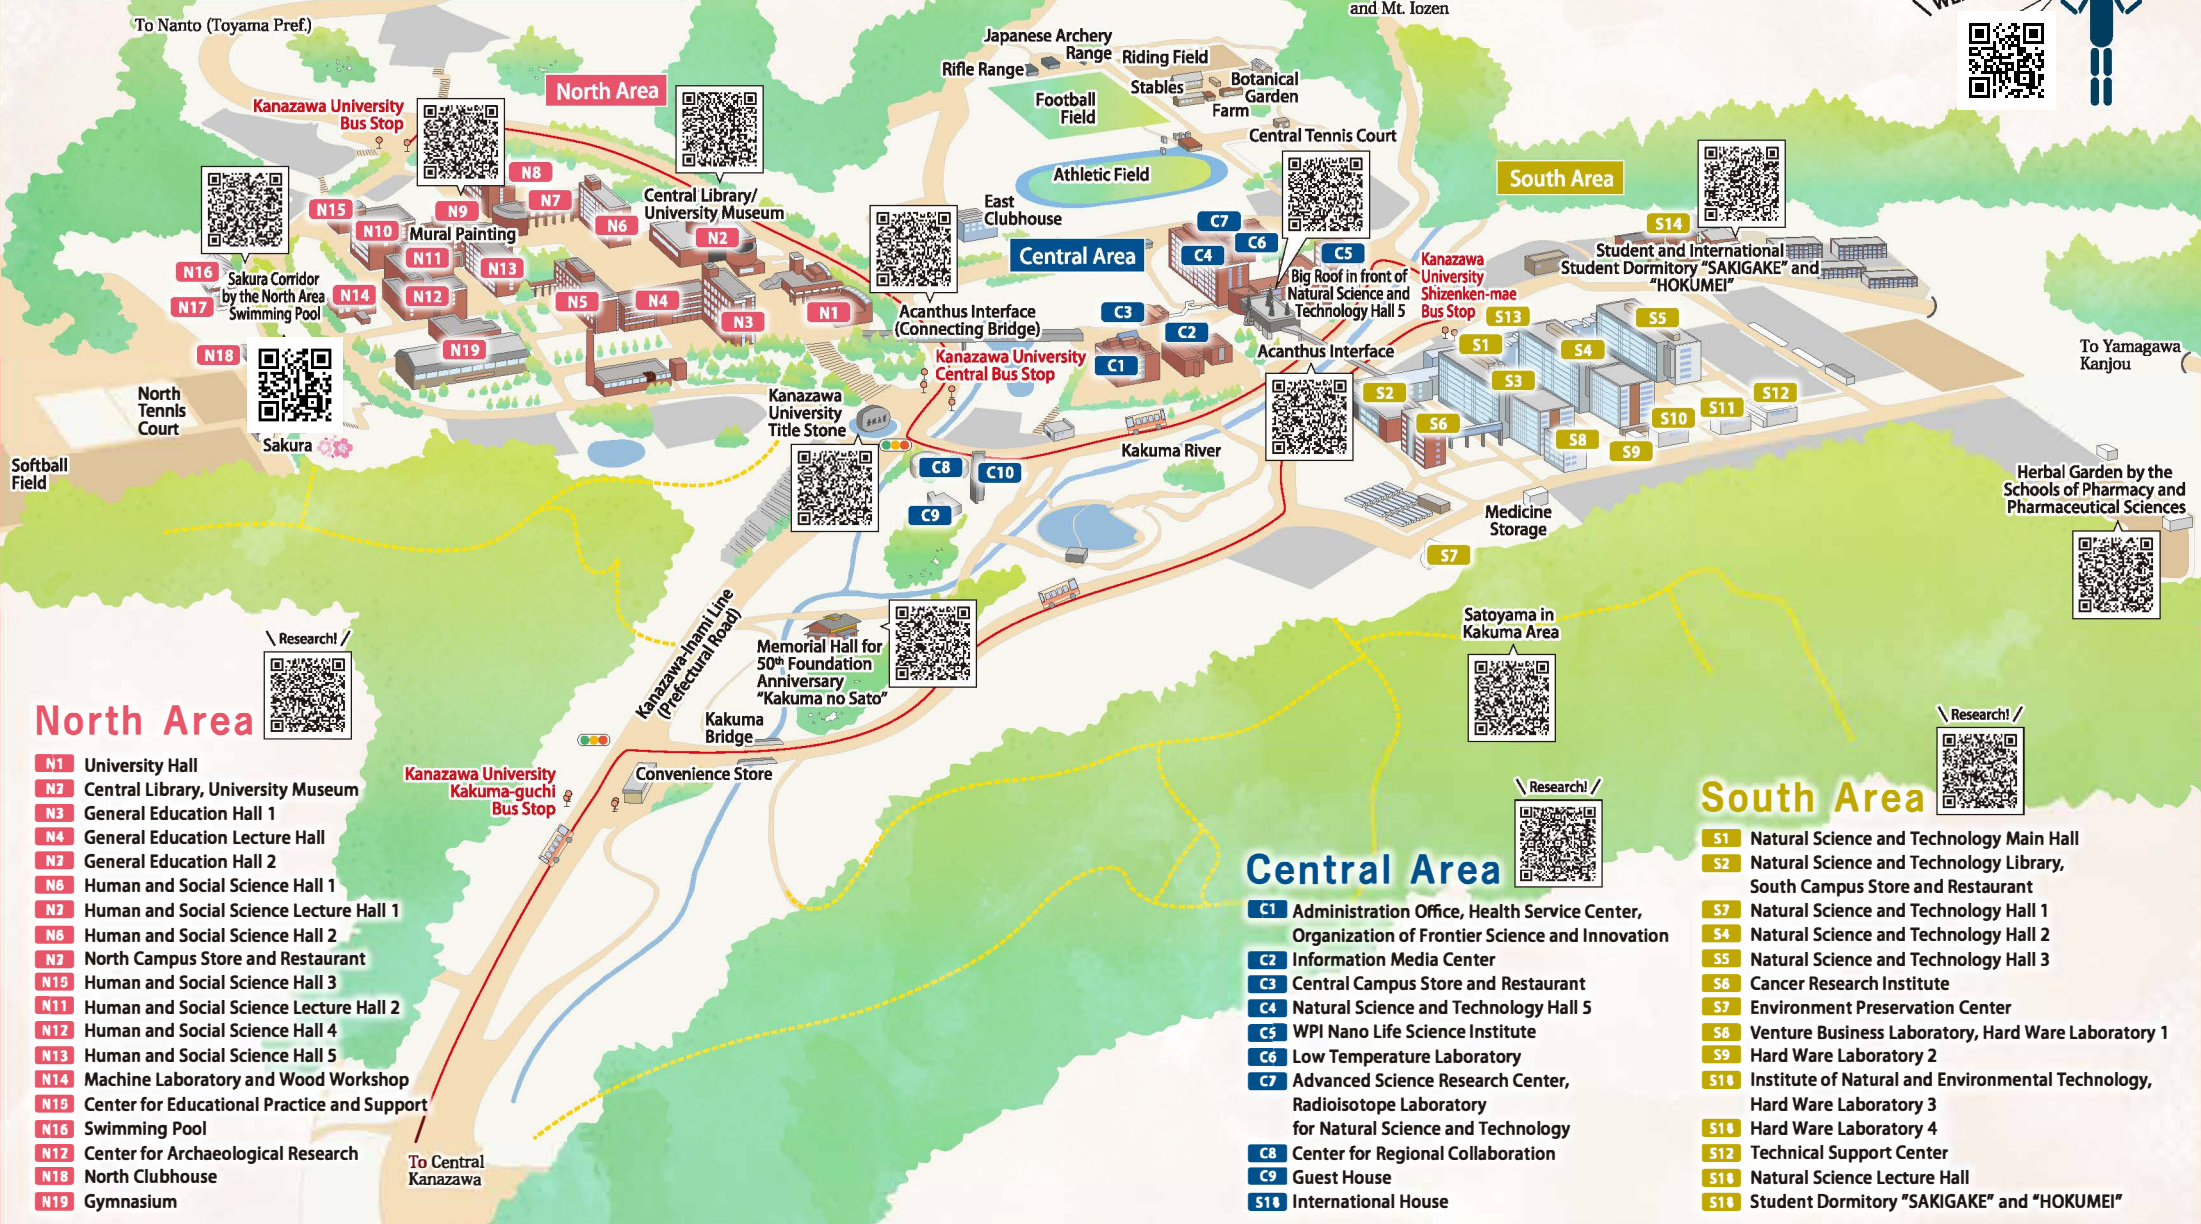 To Nanto (Toyama Pref.)
and Mt. Iozen
Kanazawa University
Bus Stop
North Area
Japanese Archery
Range
Rifle Range
Riding Field
Stables
Botanical
Garden
Farm
Football
Field
Central Tennis Court
Athletic Field
East
Clubhouse
Central Area
South Area
N8
N7
N15
N9
N10
Mural Painting
N6
Central Library/
University Museum
N2
N11
N13
N16
N17
Sakura Corridor
by the North Area
Swimming Pool
N14
N12
N5
N4
N3
N1
N18
N19
North
Tennis
Court
Sakura
Softball
Field
Acanthus Interface
(Connecting Bridge)
Kanazawa University
Central Bus Stop
Kanazawa
University
Title Stone
C7
C6
C4
C5
C3
C2
C1
Big Roof in front of
Natural Science and
Technology Hall 5
Kanazawa
University
Shizenken-mae
Bus Stop
Acanthus Interface
Kakuma River
C8
C10
C9
S14
Student and International
Student Dormitory "SAKIGAKE" and
"HOKUMEI"
S13
S5
S1
S4
S3
S2
S12
S11
S10
S6
S8
S9
S7
To Yamagawa
Kanjou
Herbal Garden by the
Schools of Pharmacy and
Pharmaceutical Sciences
Medicine
Storage
Satoyama in
Kakuma Area
Kanazawa-Inami Line
(Prefectural Road)
Memorial Hall for
50th Foundation
Anniversary
"Kakuma no Sato"
Kakuma
Bridge
Convenience Store
Kanazawa University
Kakuma-guchi
Bus Stop
To Central
Kanazawa
\ Research! /
North Area
N1 University Hall
Central Library, University Museum
N3 General Education Hall 1
N4 General Education Lecture Hall
General Education Hall 2
N6 Human and Social Science Hall 1
Human and Social Science Lecture Hall 1
N6 Human and Social Science Hall 2
North Campus Store and Restaurant
Human and Social Science Hall 3
N11 Human and Social Science Lecture Hall 2
N12 Human and Social Science Hall 4
N13 Human and Social Science Hall 5
N14 Machine Laboratory and Wood Workshop
N15 Center for Educational Practice and Support
N16 Swimming Pool
N12 Center for Archaeological Research
N18 North Clubhouse
N19 Gymnasium
\ Research! /
Central Area
C1 Administration Office, Health Service Center,
Organization of Frontier Science and Innovation
C2 Information Media Center
C3 Central Campus Store and Restaurant
C4 Natural Science and Technology Hall 5
C5 WPI Nano Life Science Institute
C6 Low Temperature Laboratory
C7 Advanced Science Research Center,
Radioisotope Laboratory
for Natural Science and Technology
C8 Center for Regional Collaboration
C9 Guest House
International House
\ Research! /
South Area
S1 Natural Science and Technology Main Hall
S2 Natural Science and Technology Library,
South Campus Store and Restaurant
Natural Science and Technology Hall 1
S4 Natural Science and Technology Hall 2
S5 Natural Science and Technology Hall 3
S6 Cancer Research Institute
S7 Environment Preservation Center
S6 Venture Business Laboratory, Hard Ware Laboratory 1
S9 Hard Ware Laboratory 2
Institute of Natural and Environmental Technology,
Hard Ware Laboratory 3
Hard Ware Laboratory 4
S12 Technical Support Center
Natural Science Lecture Hall
Student Dormitory "SAKIGAKE" and "HOKUMEI"